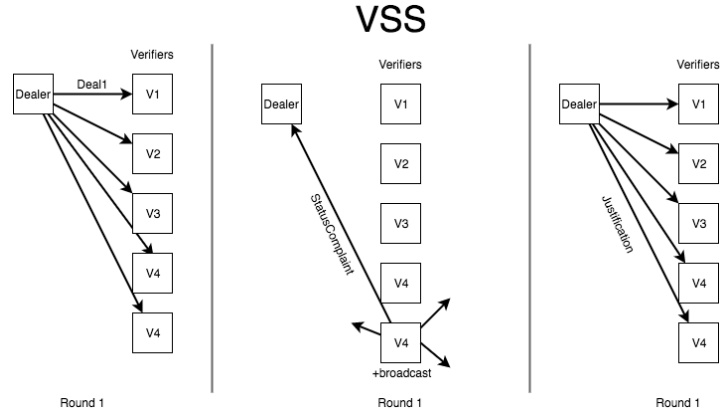 VSS
Verifiers
Dealer
Deal1
V1
V2
V3
V4
V4
Round 1
Verifiers
Dealer
V1
V2
V3
StatusComplaint
V4
V4
+broadcast
Round 1
Verifiers
Dealer
V1
V2
V3
Justification
V4
V4
Round 1